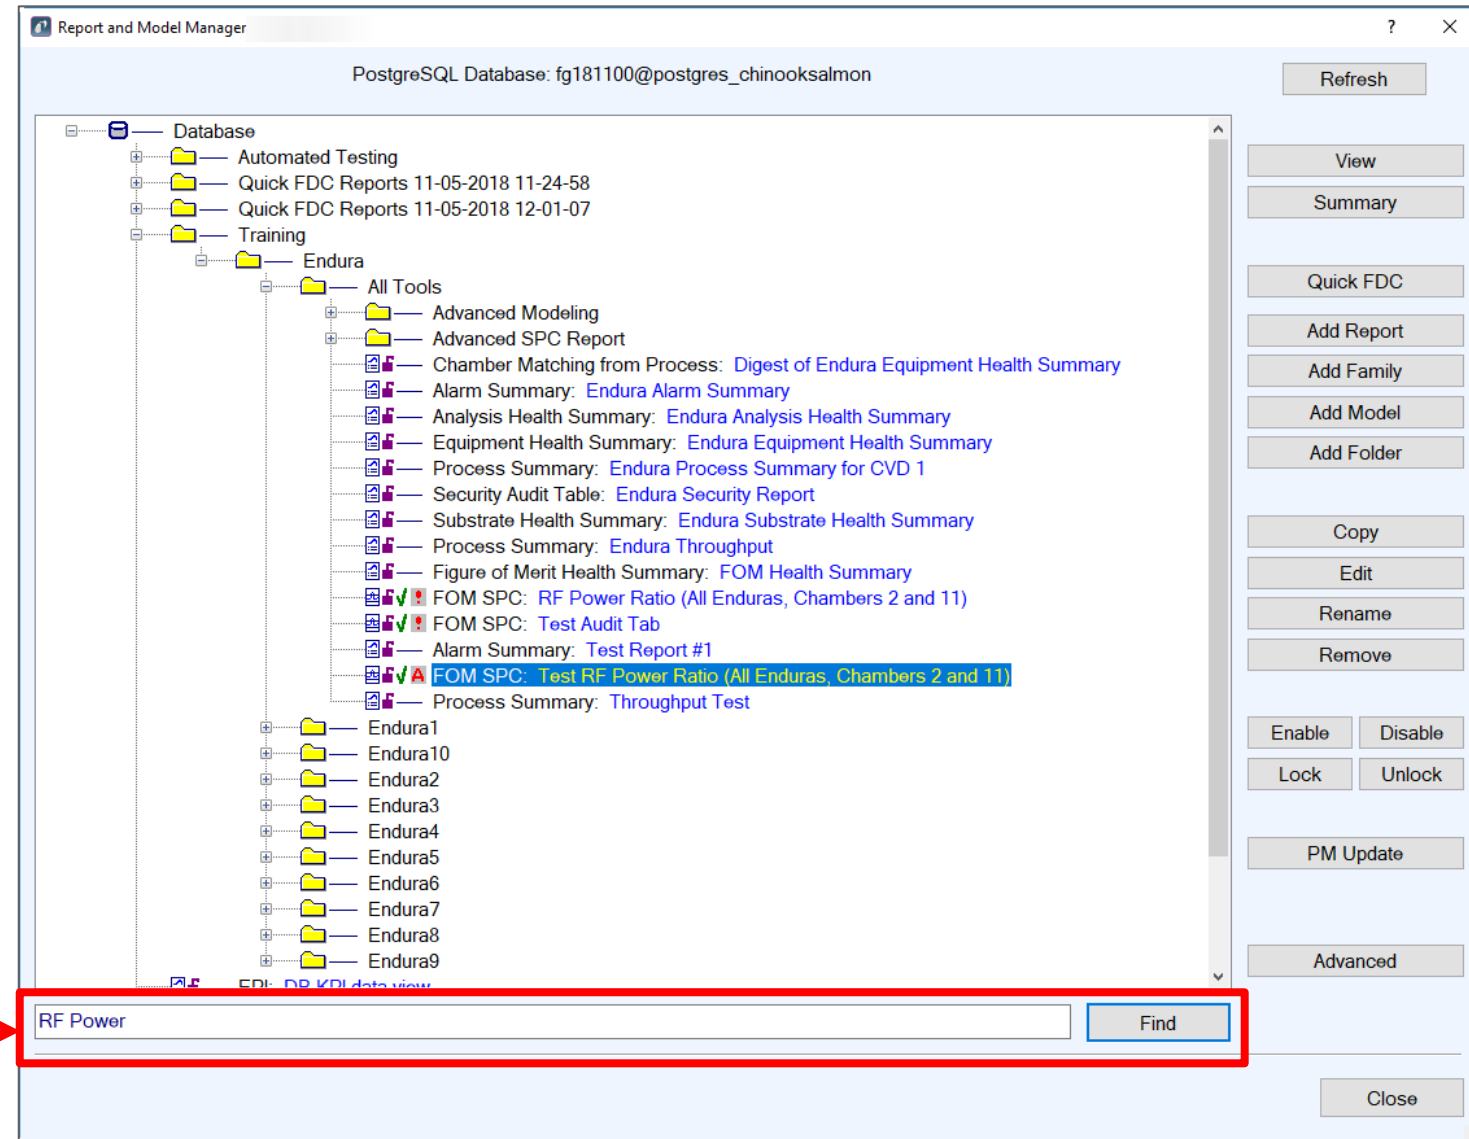 Report and Model Manager
?
PostgreSQL Database: fg181100@postgres_chinooksalmon
Refresh
Database
Automated Testing
Quick FDC Reports 11-05-2018 11-24-58
Quick FDC Reports 11-05-2018 12-01-07
Training
Endura
All Tools
Advanced Modeling
Advanced SPC Report
Chamber Matching from Process: Digest of Endura Equipment Health Summary
Alarm Summary: Endura Alarm Summary
Analysis Health Summary: Endura Analysis Health Summary
Equipment Health Summary: Endura Equipment Health Summary
Process Summary: Endura Process Summary for CVD 1
Security Audit Table: Endura Security Report
Substrate Health Summary: Endura Substrate Health Summary
Process Summary: Endura Throughput
Figure of Merit Health Summary: FOM Health Summary
! FOM SPC: RF Power Ratio (All Enduras, Chambers 2 and 11)
! FOM SPC: Test Audit Tab
Alarm Summary: Test Report #1
A FOM SPC: Test RF Power Ratio (All Enduras, Chambers 2 and 11)
Process Summary: Throughput Test
Endura1
Endura10
Endura2
Endura3
Endura4
Endura5
Endura6
Endura7
Endura8
Endura9
EPI: DB KPI data view
View
Summary
Quick FDC
Add Report
Add Family
Add Model
Add Folder
Copy
Edit
Rename
Remove
Enable Disable
Lock Unlock
PM Update
Advanced
RF Power
Find
Close